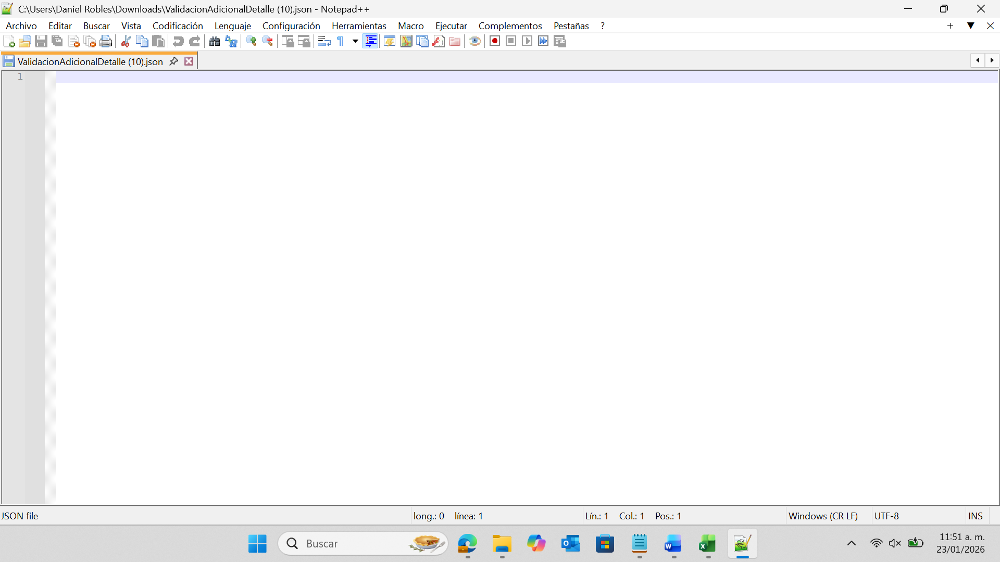 C:\Users\Daniel Robles\Downloads\ValidacionAdicionalDetalle (10).json - Notepad++
Archivo Editar Buscar Vista Codificación Lenguaje Configuración Herramientas Macro Ejecutar Complementos Pestañas ?
ValidacionAdicionalDetalle (10).json
1
JSON file long.: 0 línea: 1 Lín.: 1 Col.: 1 Pos.: 1 Windows (CR LF) UTF-8 INS
Buscar
11:51 a. m.
23/01/2026